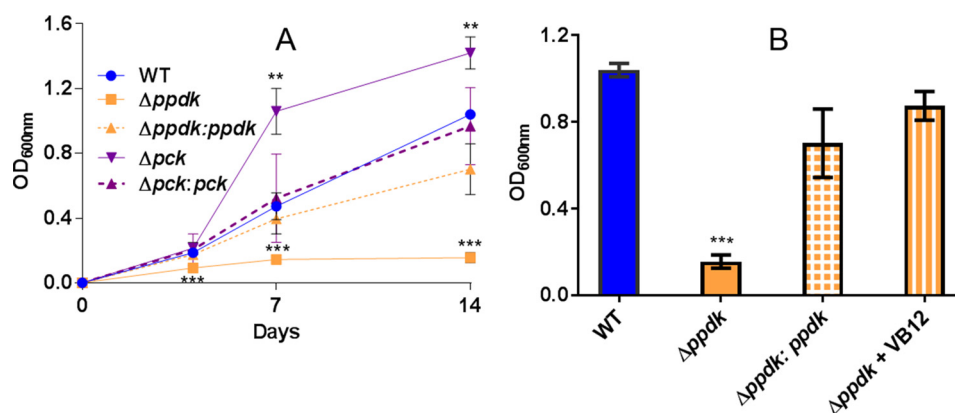 A
OD600nm
1.6
1.2
0.8
0.4
0.0
WT
Δppdk
Δppdk:ppdk
Δpck
Δpck:pck
**
**
***
***
***
0
7
14
Days
B
OD600nm
1.2
0.8
0.4
0.0
***
WT
Δppdk
Δppdk: ppdk
Δppdk + VB12